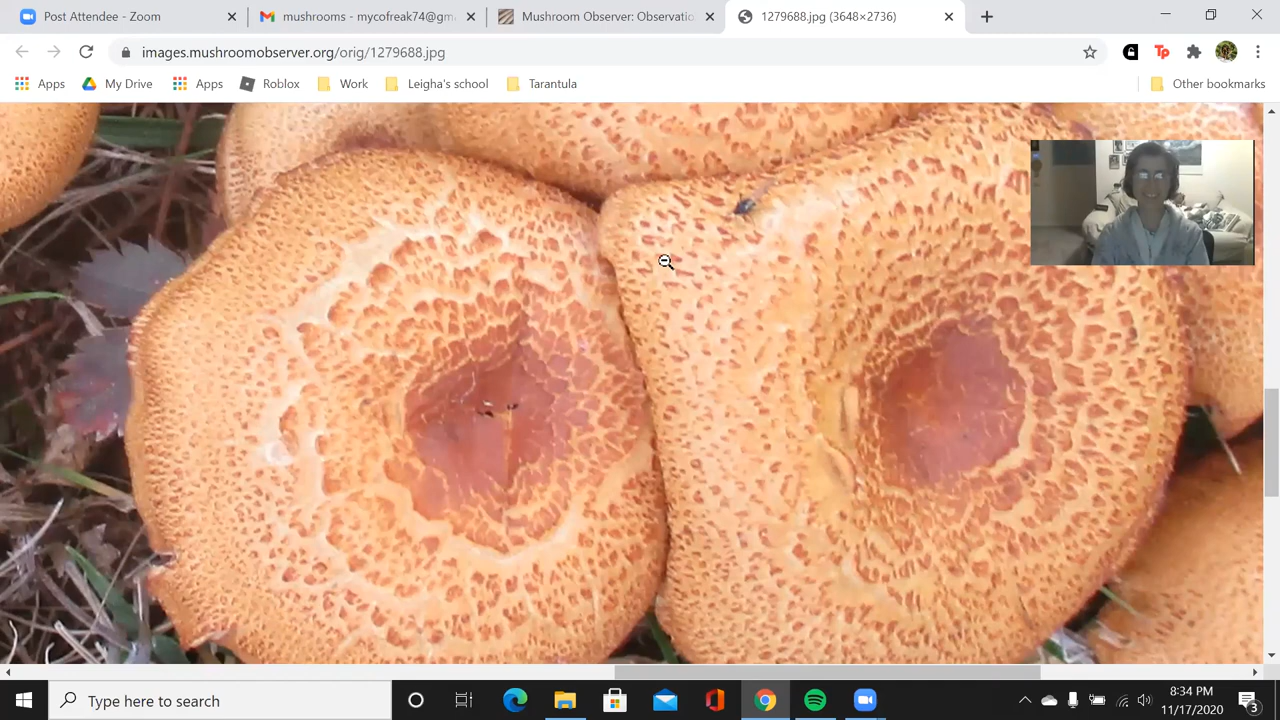 Post Attendee - Zoom
mushrooms - mycofreak74@gm
Mushroom Observer: Observatio
1279688.jpg (3648×2736)
images.mushroomobserver.org/orig/1279688.jpg
Tp
Apps
My Drive
Apps
Roblox
Work
Leigha's school
Tarantula
Other bookmarks
Type here to search
8:34 PM
11/17/2020
3